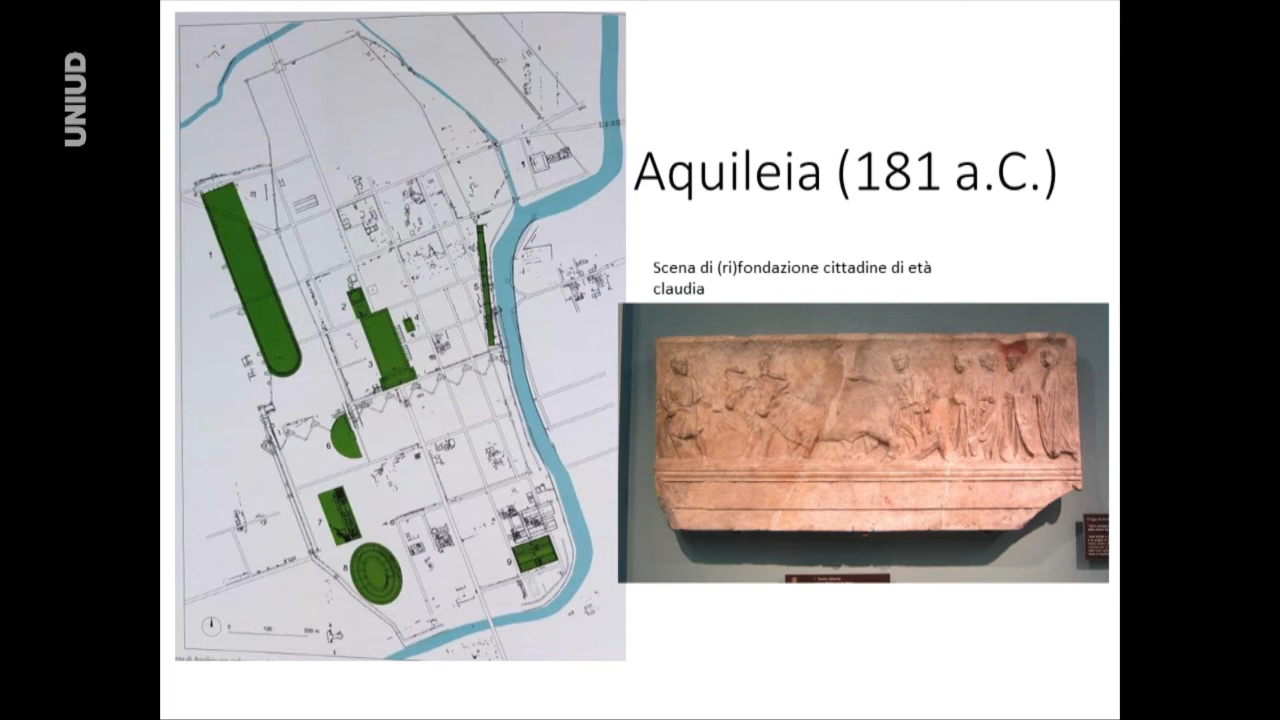 UNIUD
Aquileia (181 a.C.)
Scena di (ri)fondazione cittadine di età
claudia
1
2
3
4
5
6
7
8
9
0
100
200 m